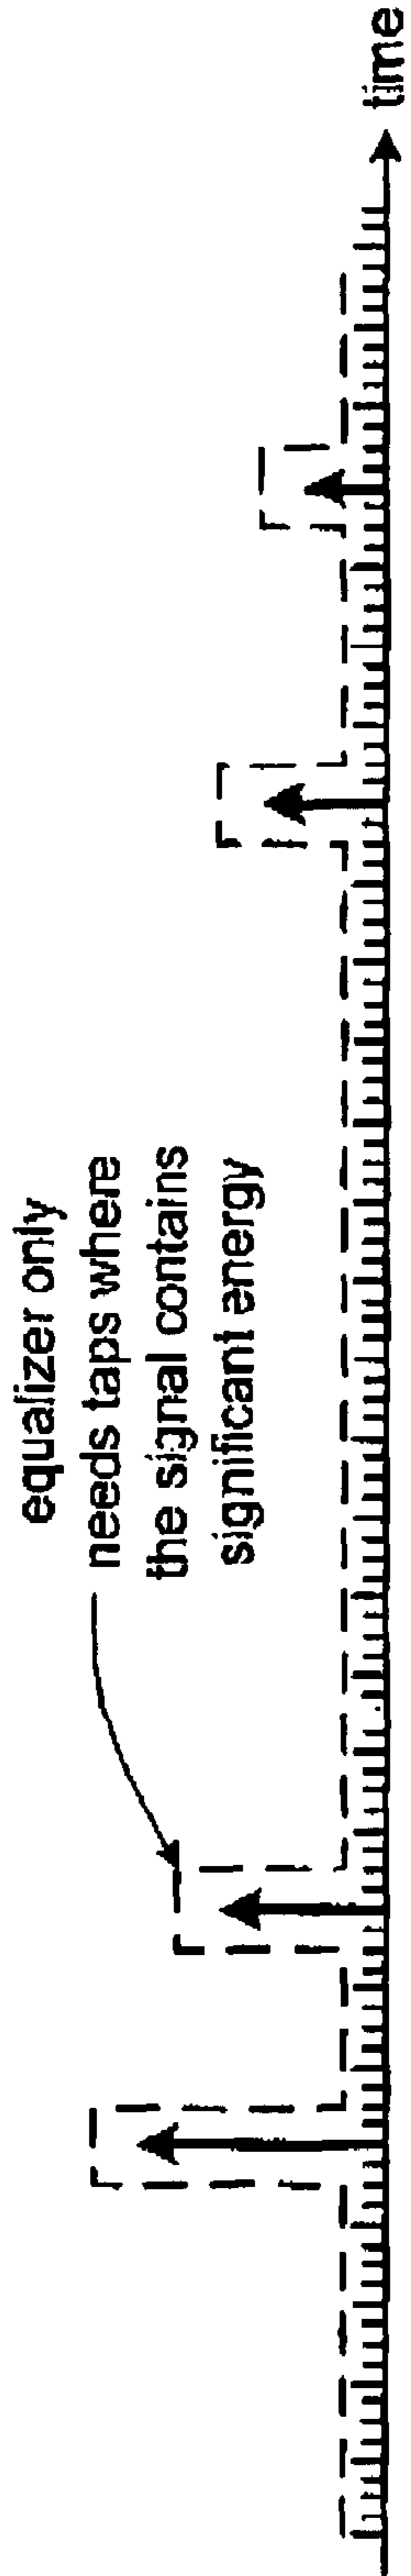 equalizer only
needs taps where
the signal contains
significant energy
time